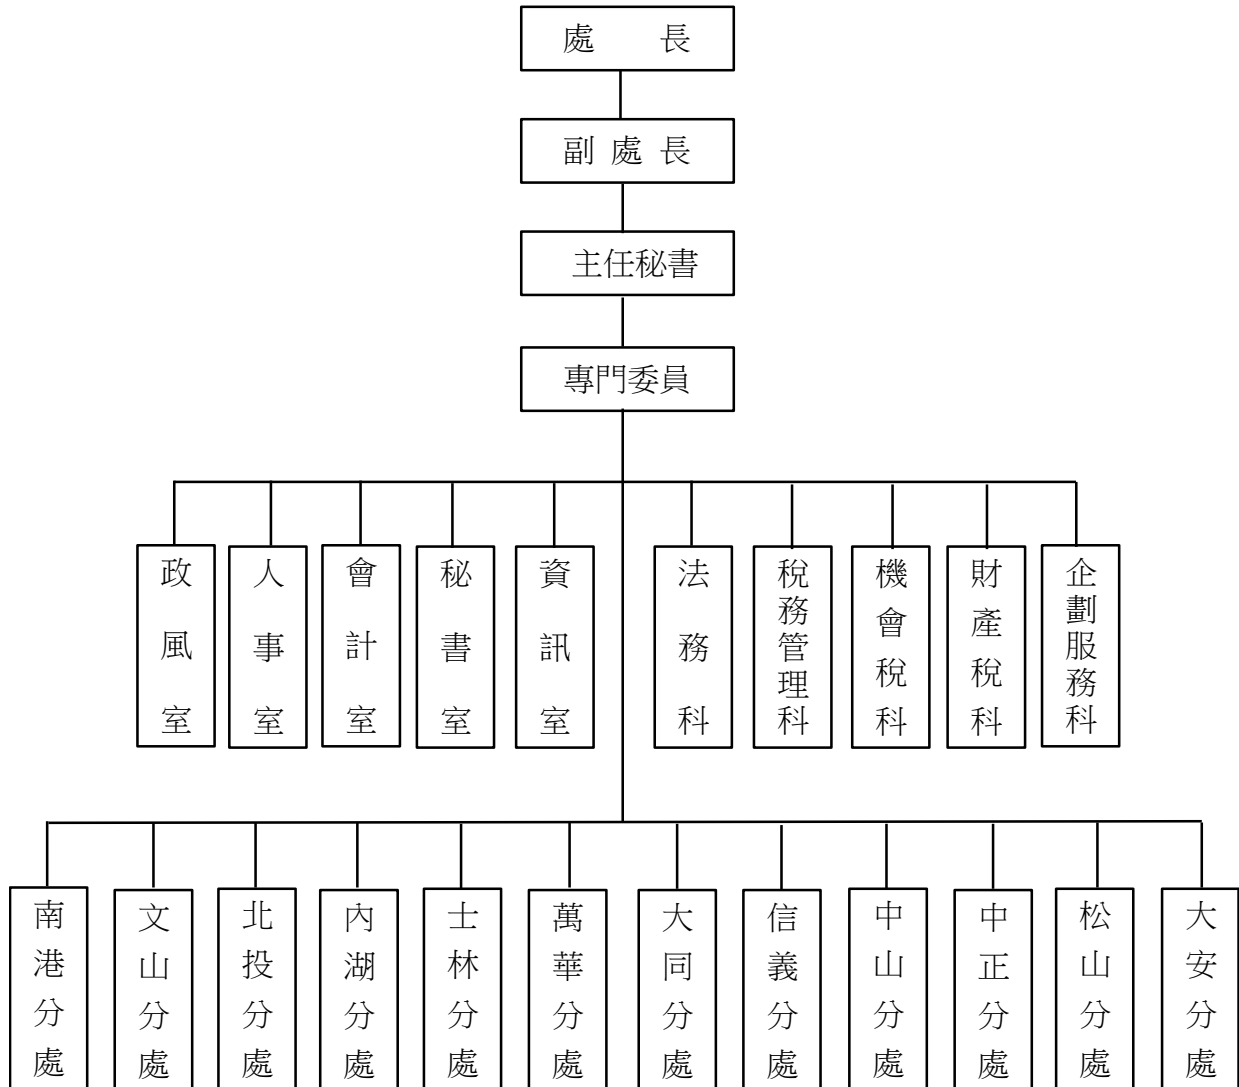 處 長
副 處 長
主任秘書
專門委員
政風室
人事室
會計室
秘書室
資訊室
法務科
稅務管理科
機會稅科
財產稅科
企劃服務科
南港分處
文山分處
北投分處
內湖分處
士林分處
萬華分處
大同分處
信義分處
中山分處
中正分處
松山分處
大安分處